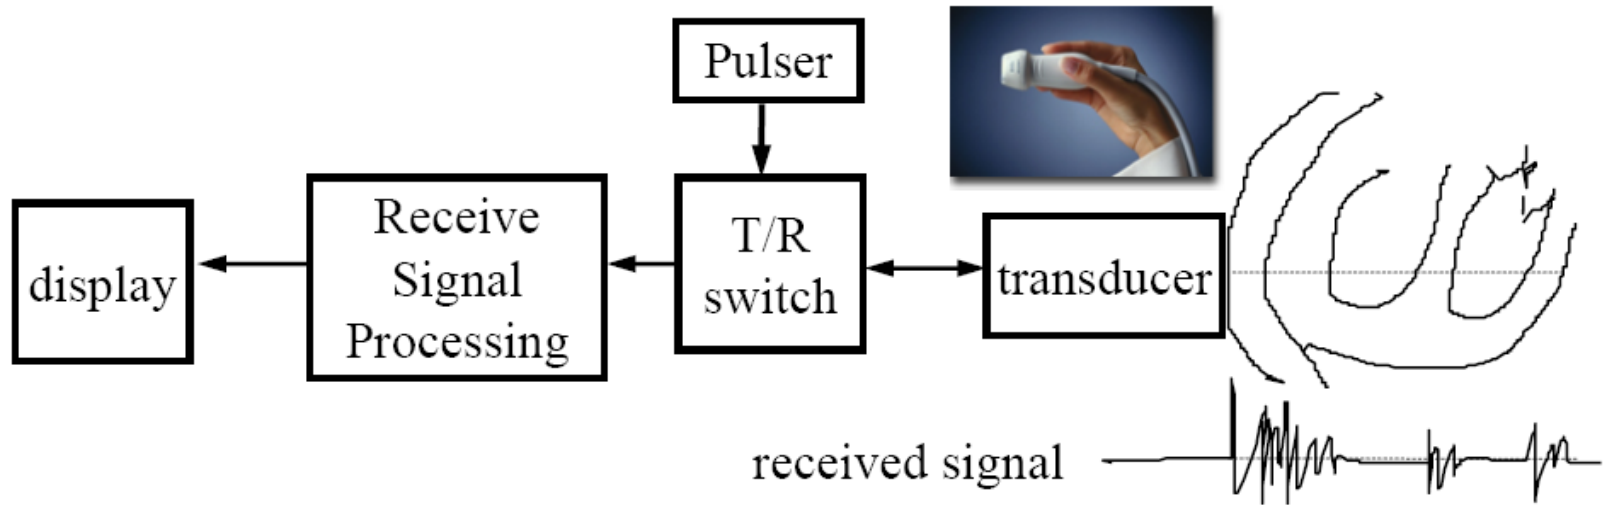 Pulser
display
Receive
Signal
Processing
T/R
switch
transducer
received signal